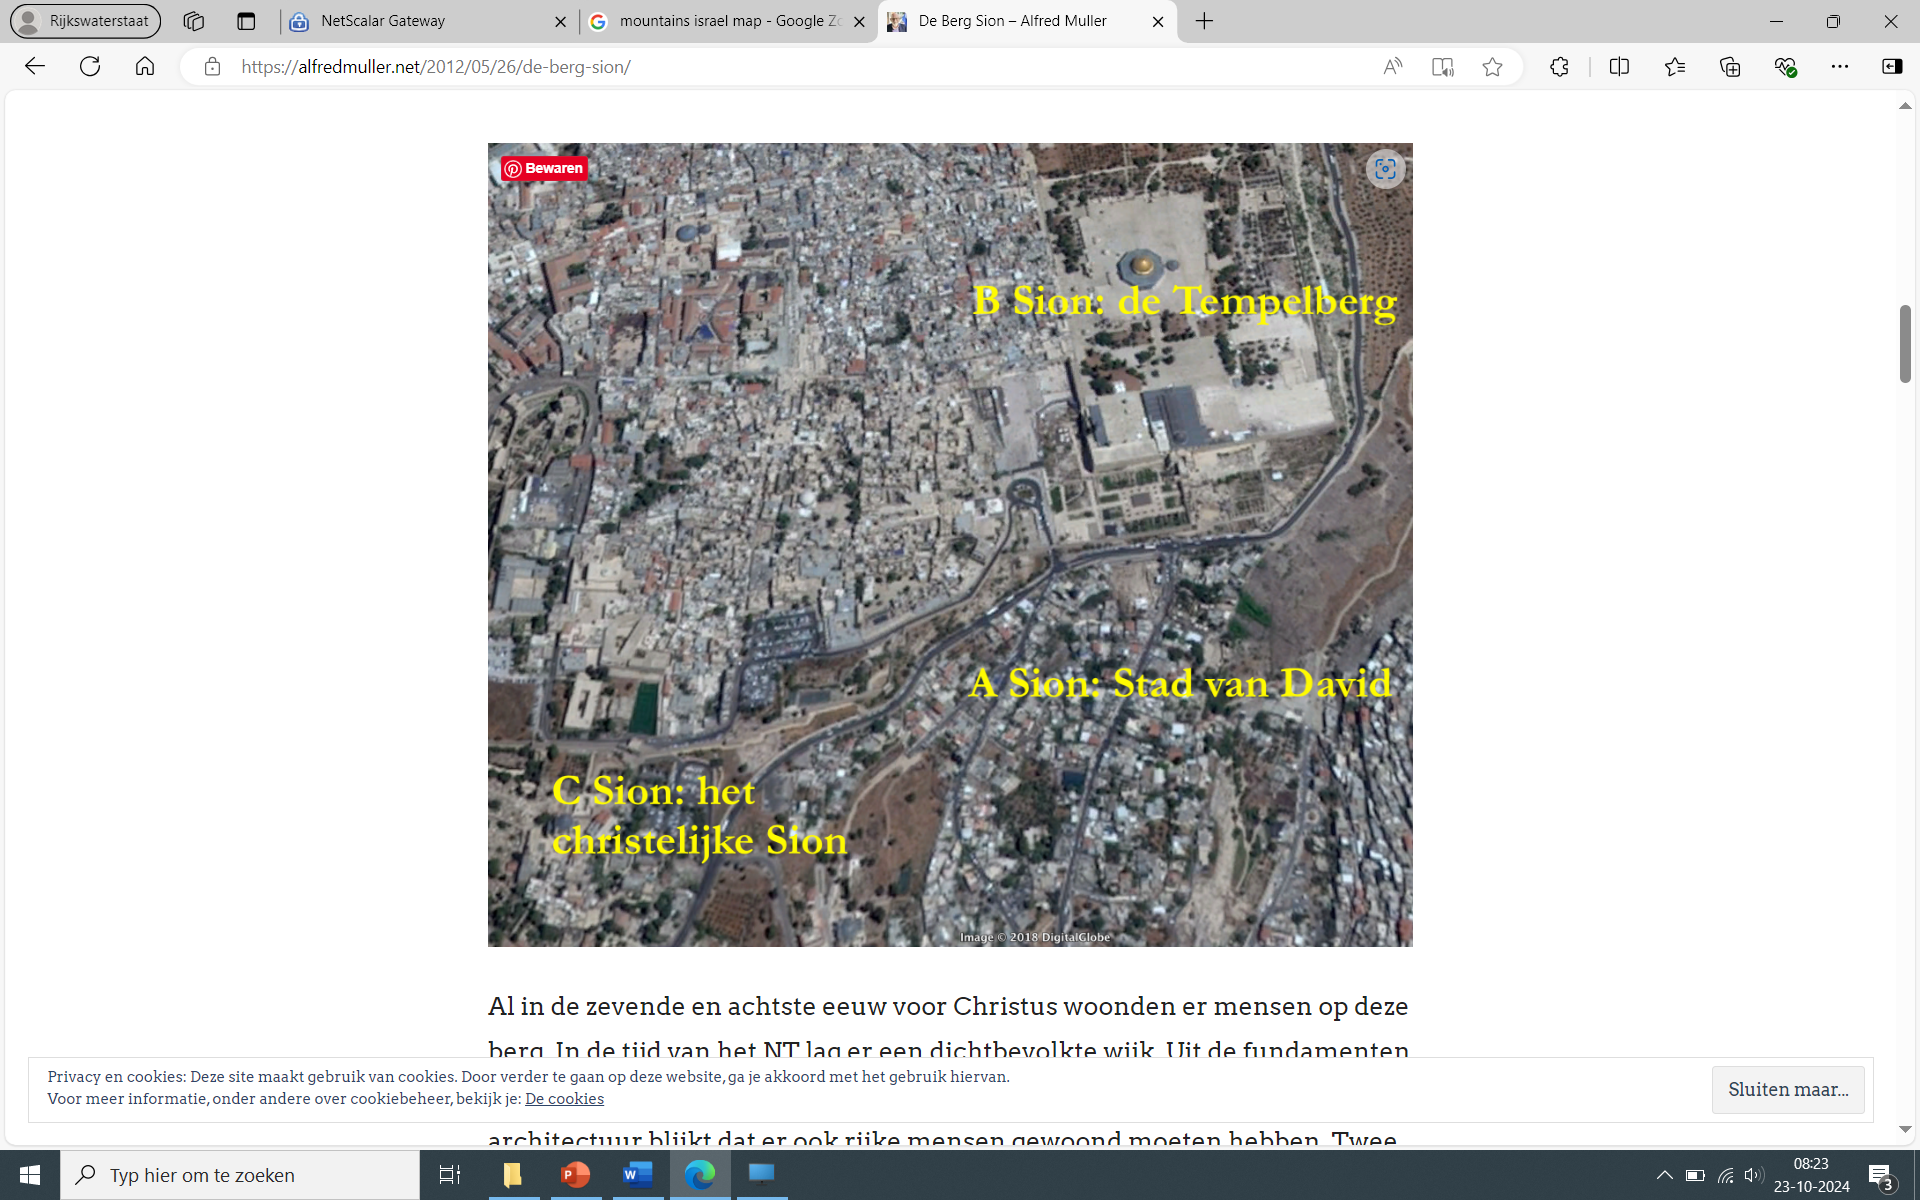 Rijkswaterstaat
NetScalar Gateway
mountains israel map - Google Zo
De Berg Sion – Alfred Muller
https://alfredmuller.net/2012/05/26/de-berg-sion/
Bewaren
B Sion: de Tempelberg
A Sion: Stad van David
C Sion: het
christelijke Sion
Image © 2018 DigitalGlobe
Al in de zevende en achtste eeuw voor Christus woonden er mensen op deze
berg. In de tijd van het NT lag er een dichtbevolkte wijk. Uit de fundamenten
Privacy en cookies: Deze site maakt gebruik van cookies. Door verder te gaan op deze website, ga je akkoord met het gebruik hiervan.
Voor meer informatie, onder andere over cookiebeheer, bekijk je: De cookies
Sluiten maar...
architectuur blijkt dat er ook rijke mensen gewoond moeten hebben. Twee
Typ hier om te zoeken
08:23
23-10-2024
3